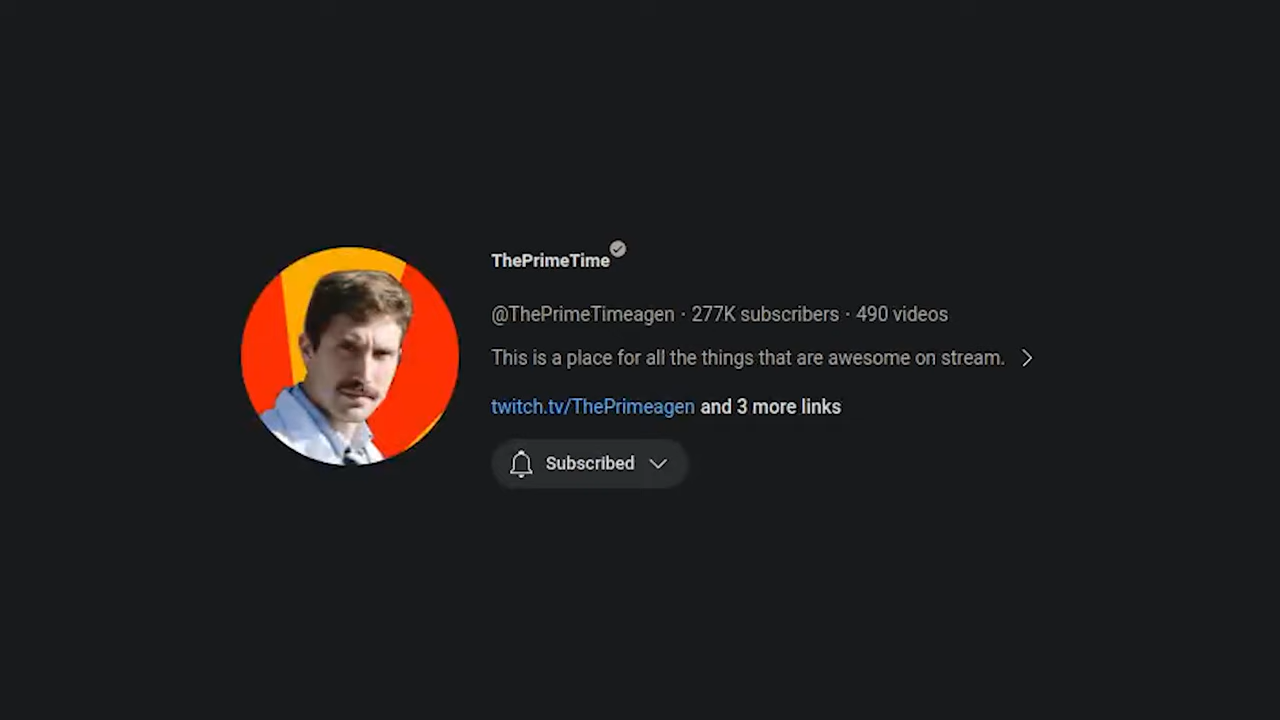 ThePrimeTime
@ThePrimeTimeagen · 277K subscribers · 490 videos
This is a place for all the things that are awesome on stream.
twitch.tv/ThePrimeagen and 3 more links
Subscribed